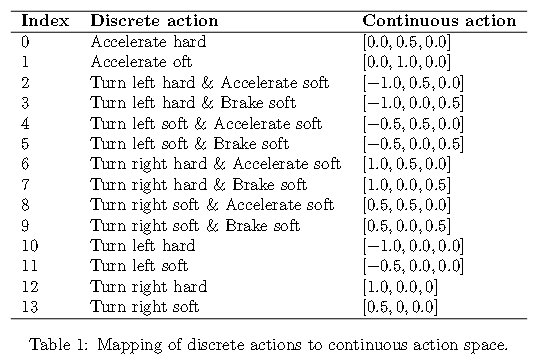 Index Discrete action Continuous action
0 Accelerate hard [0.0, 0.5, 0.0]
1 Accelerate oft [0.0, 1.0, 0.0]
2 Turn left hard & Accelerate soft [−1.0, 0.5, 0.0]
3 Turn left hard & Brake soft [−1.0, 0.0, 0.5]
4 Turn left soft & Accelerate soft [−0.5, 0.5, 0.0]
5 Turn left soft & Brake soft [−0.5, 0.0, 0.5]
6 Turn right hard & Accelerate soft [1.0, 0.5, 0.0]
7 Turn right hard & Brake soft [1.0, 0.0, 0.5]
8 Turn right soft & Accelerate soft [0.5, 0.5, 0.0]
9 Turn right soft & Brake soft [0.5, 0.0, 0.5]
10 Turn left hard [−1.0, 0.0, 0.0]
11 Turn left soft [−0.5, 0.0, 0.0]
12 Turn right hard [1.0, 0.0, 0]
13 Turn right soft [0.5, 0, 0.0]
Table 1: Mapping of discrete actions to continuous action space.